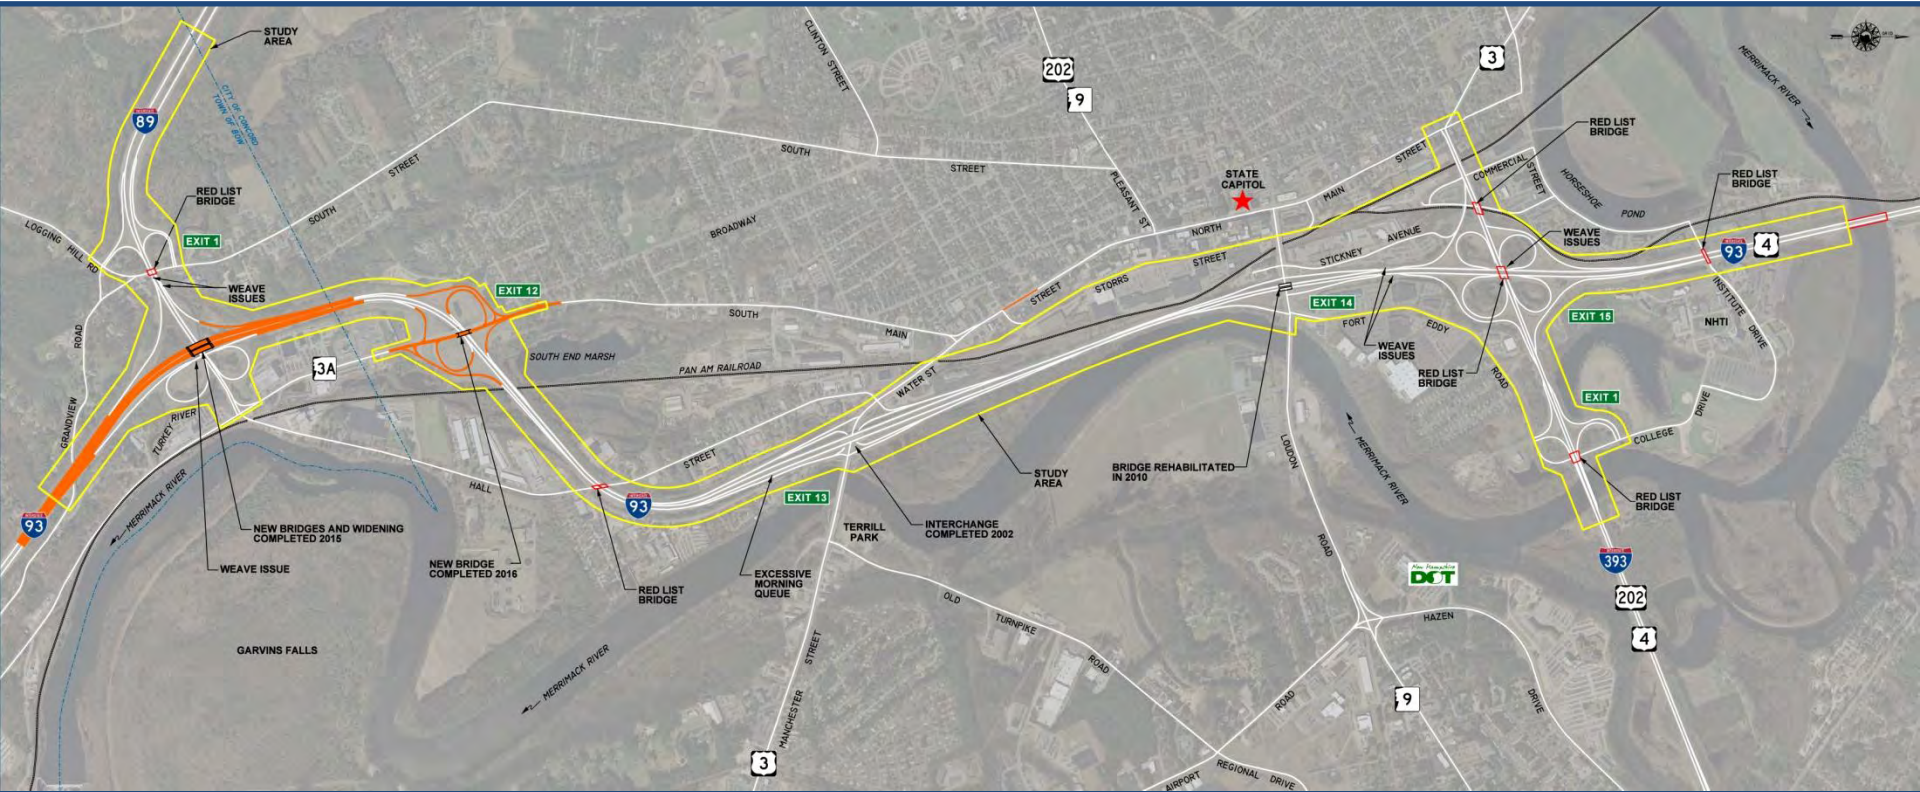 STUDY
AREA
CLINTON STREET
202
9
3
MERRIMACK RIVER
CITY OF CONCORD
TOWN OF BOW
89
RED LIST
BRIDGE
SOUTH
STREET
SOUTH
STREET
PLEASANT ST
STATE
CAPITOL
STREET
MAIN
COMMERCIAL
STREET
HORSESHOE
POND
RED LIST
BRIDGE
RED LIST
BRIDGE
LOGGING HILL RD
EXIT 1
SOUTH
BROADWAY
NORTH
STICKNEY AVENUE
WEAVE
ISSUES
93
4
WEAVE
ISSUES
EXIT 12
STREET
STORRS
STREET
EXIT 14
FORT
EDDY
ROAD
EXIT 15
INSTITUTE DRIVE
NHTI
ROAD
GRANDVIEW
3A
SOUTH
MAIN
SOUTH END MARSH
PAN AM RAILROAD
WATER ST
WEAVE
ISSUES
RED LIST
BRIDGE
EXIT 1
COLLEGE
DRIVE
TURKEY RIVER
MERRIMACK RIVER
HALL
STREET
93
EXIT 13
STUDY
AREA
BRIDGE REHABILITATED
IN 2010
LOUDON
ROAD
MERRIMACK RIVER
RED LIST
BRIDGE
93
NEW BRIDGES AND WIDENING
COMPLETED 2015
WEAVE ISSUE
NEW BRIDGE
COMPLETED 2016
RED LIST
BRIDGE
EXCESSIVE
MORNING
QUEUE
TERRILL
PARK
INTERCHANGE
COMPLETED 2002
New Hampshire
DOT
393
202
4
GARVINS FALLS
MERRIMACK RIVER
MANCHESTER
STREET
3
OLD
TURNPIKE
ROAD
HAZEN
DRIVE
ROAD
9
AIRPORT
REGIONAL DRIVE